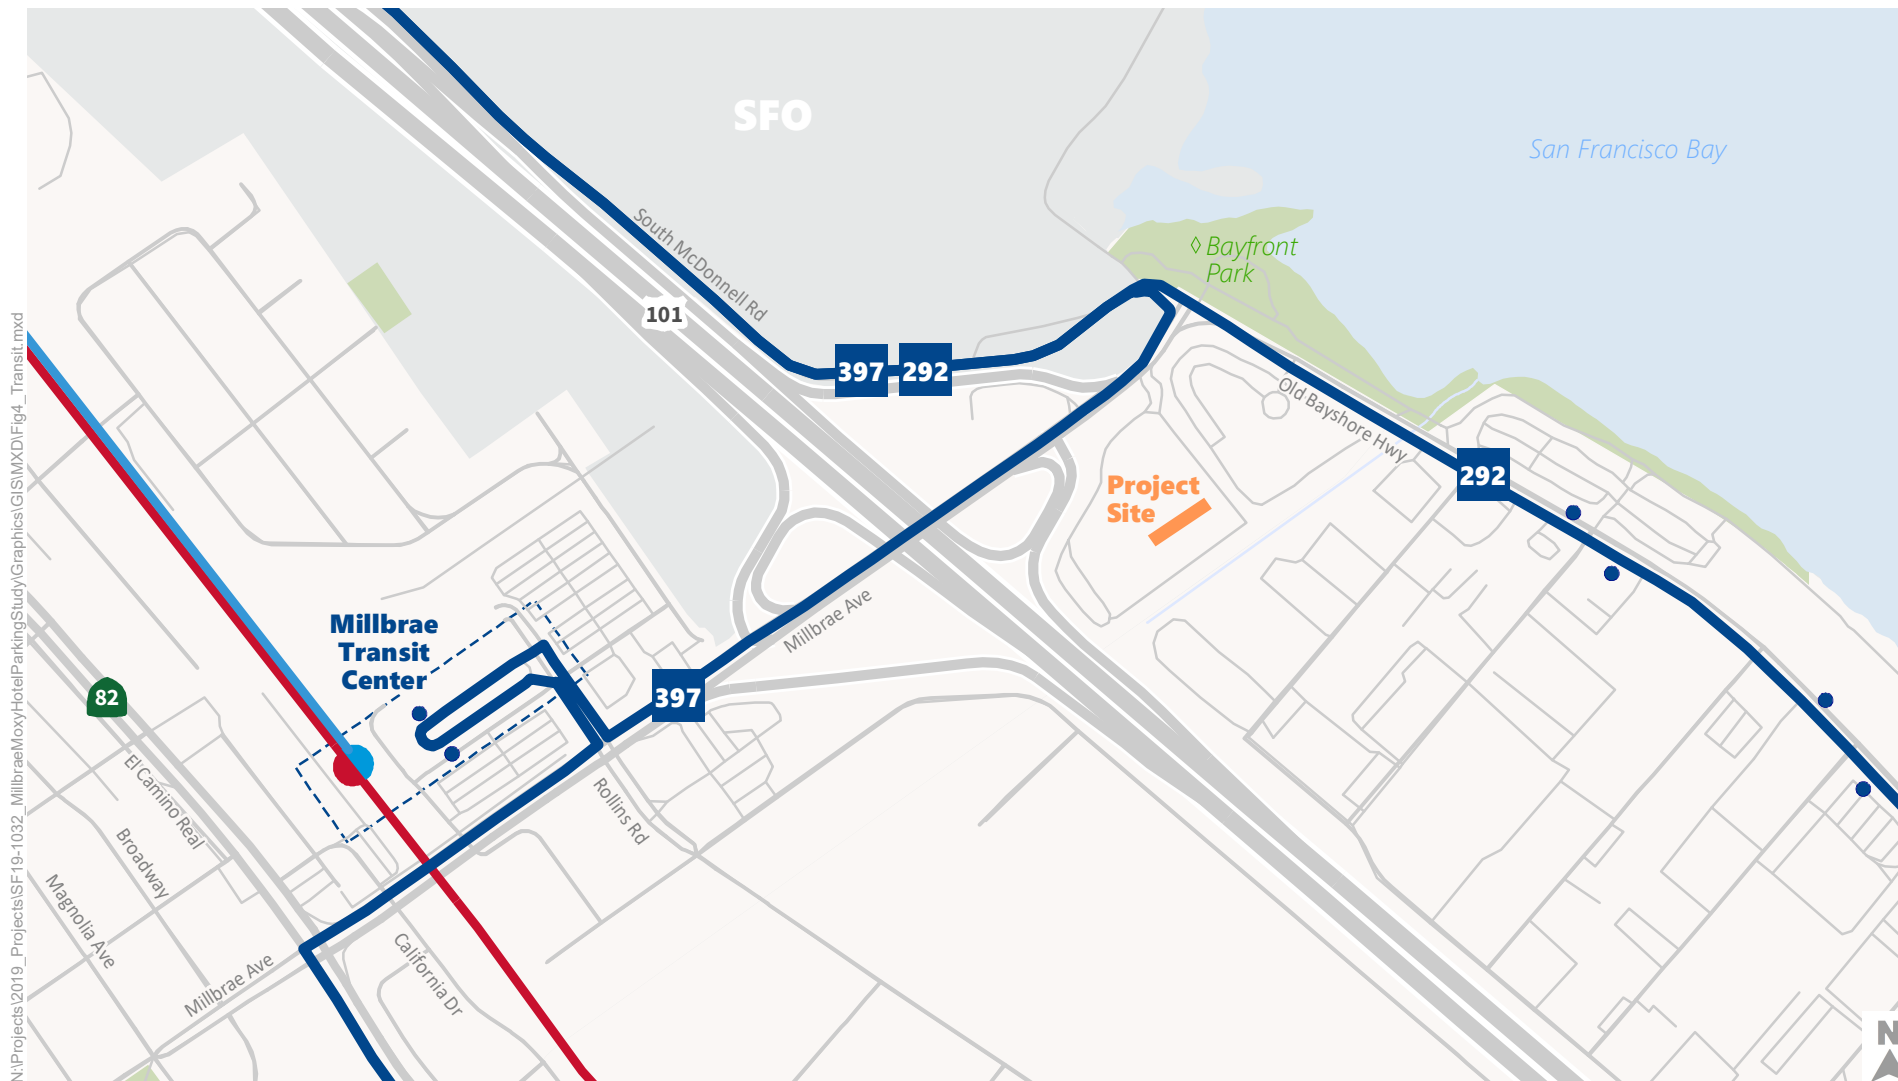 SFO
San Francisco Bay
South McDonnell Rd
◊ Bayfront
Park
101
397
292
Old Bayshore Hwy
292
Project
Site
Millbrae
Transit
Center
Millbrae Ave
397
82
El Camino Real
Rollins Rd
Broadway
Magnolia Ave
California Dr
Millbrae Ave
N
N:\Projects\2019_Projects\SF19-1032_MillbraeMoxyHotelParkingStudy\Graphics\GIS\MXD\Fig4_Transit.mxd